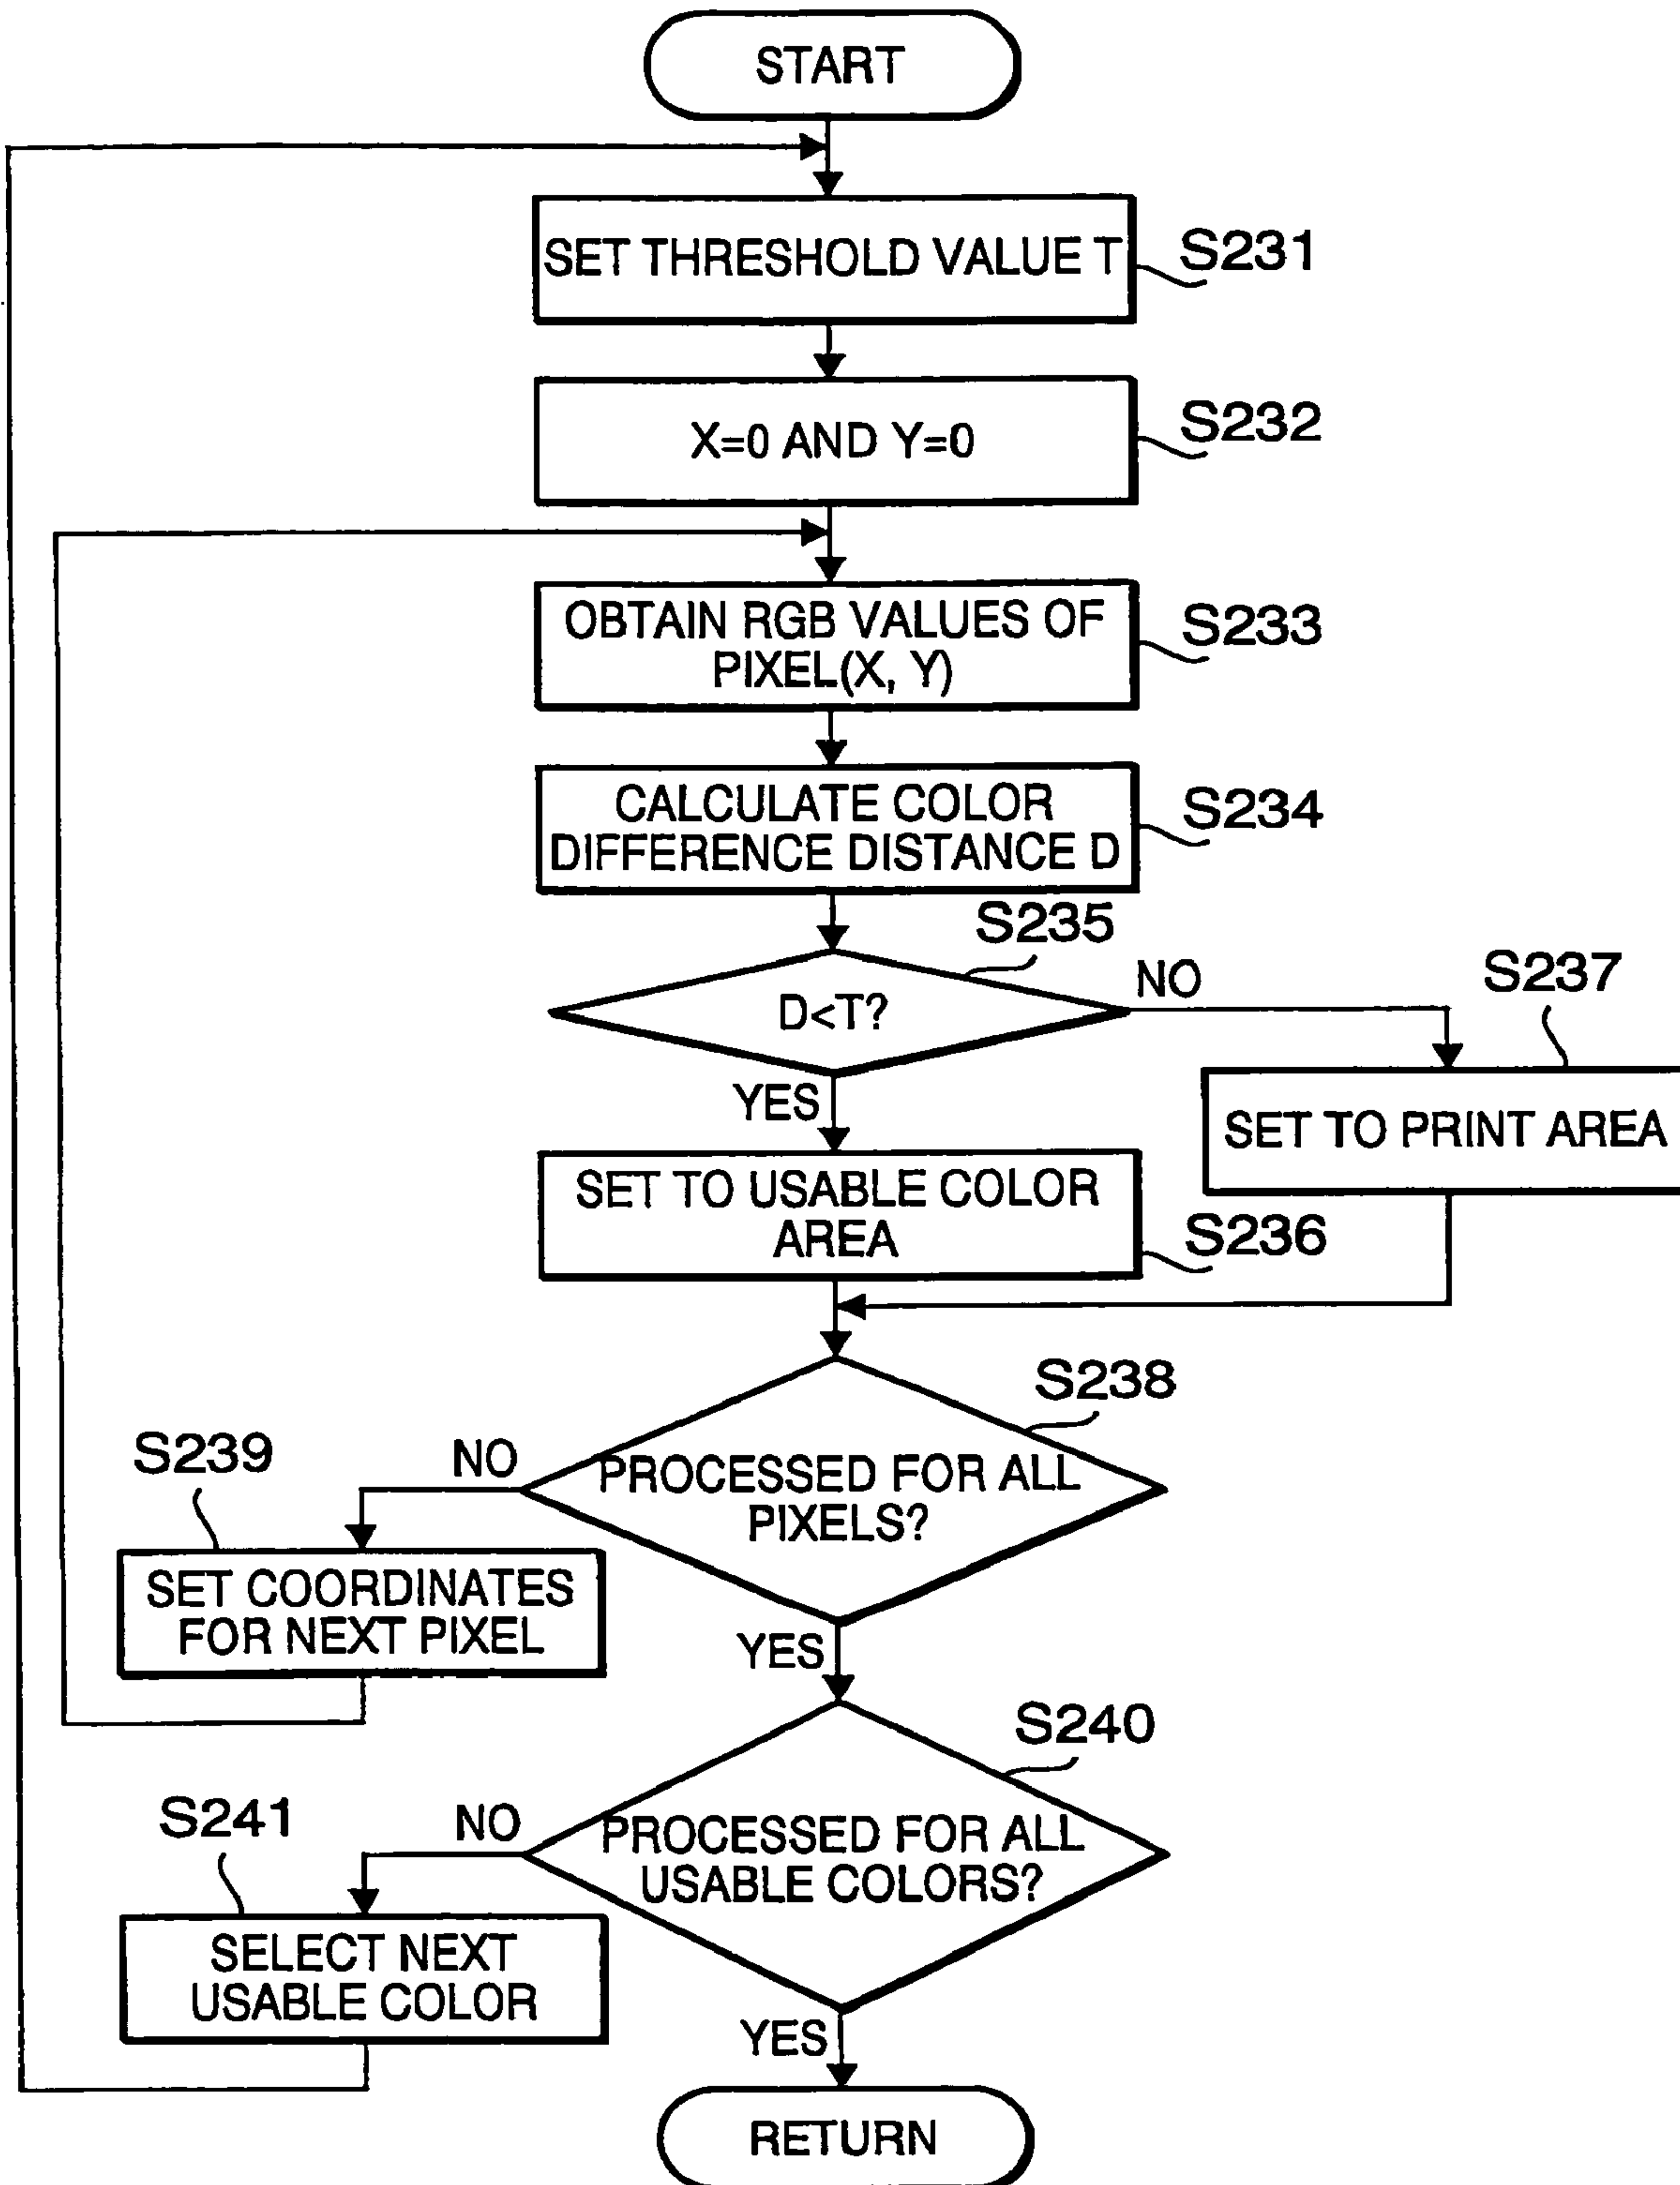 START
SET THRESHOLD VALUE T
S231
X=0 AND Y=0
S232
OBTAIN RGB VALUES OF
PIXEL(X, Y)
S233
CALCULATE COLOR
DIFFERENCE DISTANCE D
S234
S235
D<T?
NO
S237
SET TO PRINT AREA
YES
SET TO USABLE COLOR
AREA
S236
S238
PROCESSED FOR ALL
PIXELS?
NO
S239
SET COORDINATES
FOR NEXT PIXEL
YES
S240
PROCESSED FOR ALL
USABLE COLORS?
NO
S241
SELECT NEXT
USABLE COLOR
YES
RETURN